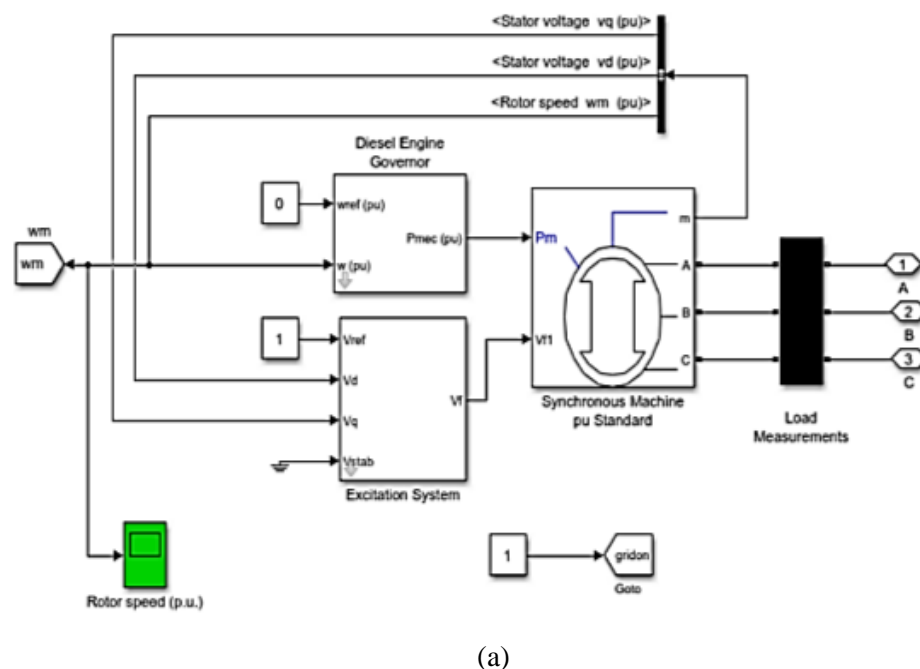 <Stator voltage vq (pu)>
<Stator voltage vd (pu)>
<Rotor speed wm (pu)>
Diesel Engine
Governor
0
wref (pu)
Pmec (pu)
w (pu)
wm
wm
Pm
m
A
B
C
Vf1
Synchronous Machine
pu Standard
1
A
2
B
3
C
Load
Measurements
1
Vref
Vd
Vq
Vstab
Vf
Excitation System
Rotor speed (p.u.)
1
gridon
Goto
(a)